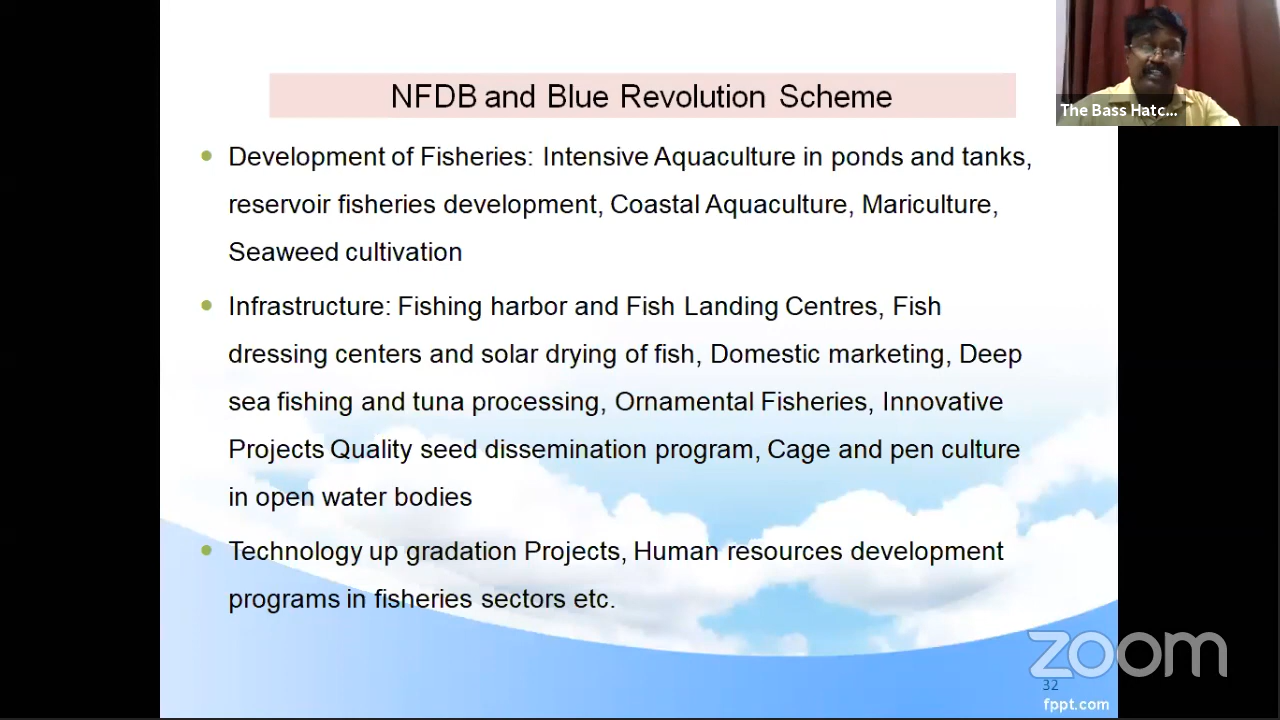 NFDB and Blue Revolution Scheme
The Bass Hatc...
Development of Fisheries: Intensive Aquaculture in ponds and tanks,
reservoir fisheries development, Coastal Aquaculture, Mariculture,
Seaweed cultivation
Infrastructure: Fishing harbor and Fish Landing Centres, Fish
dressing centers and solar drying of fish, Domestic marketing, Deep
sea fishing and tuna processing, Ornamental Fisheries, Innovative
Projects Quality seed dissemination program, Cage and pen culture
in open water bodies
Technology up gradation Projects, Human resources development
programs in fisheries sectors etc.
zoom
32
fppt.com